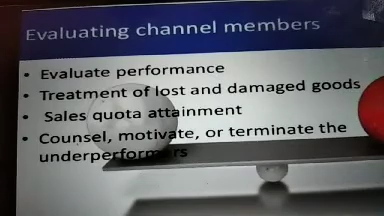 Evaluating channel members
• Evaluate performance
• Treatment of lost and damaged goods
• Sales quota attainment
• Counsel, motivate, or terminate the
underperformers